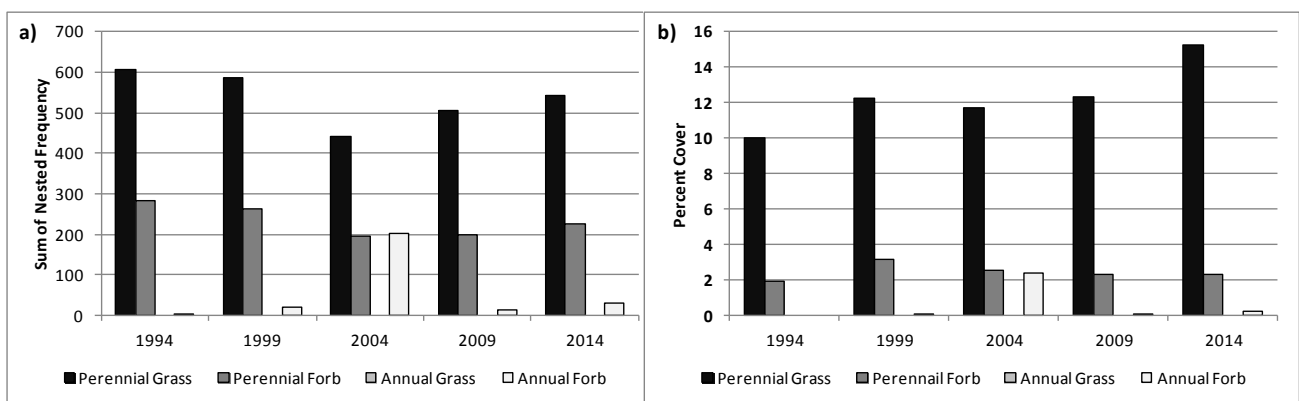 a)
Sum of Nested Frequency
700
600
500
400
300
200
100
0
1994 1999 2004 2009 2014
Perennial Grass Perennial Forb Annual Grass Annual Forb
b)
Percent Cover
16
14
12
10
8
6
4
2
0
1994 1999 2004 2009 2014
Perennial Grass Perennail Forb Annual Grass Annual Forb